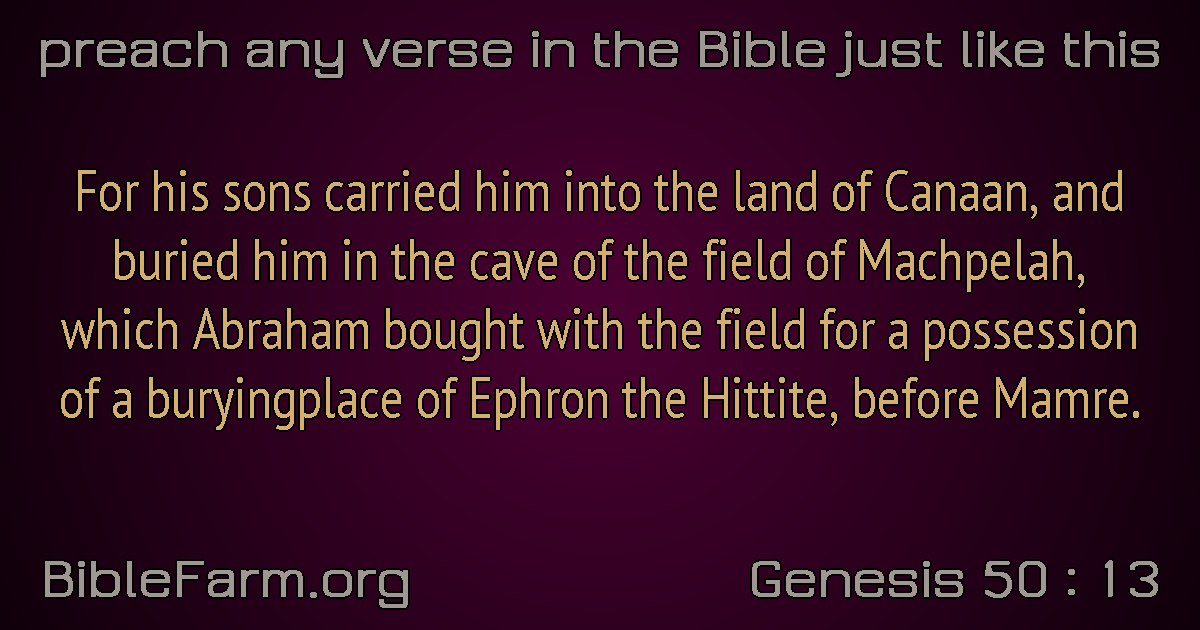 preach any verse in the Bible just like this
For his sons carried him into the land of Canaan, and
buried him in the cave of the field of Machpelah,
which Abraham bought with the field for a possession
of a buryingplace of Ephron the Hittite, before Mamre.
BibleFarm.org
Genesis 50 : 13